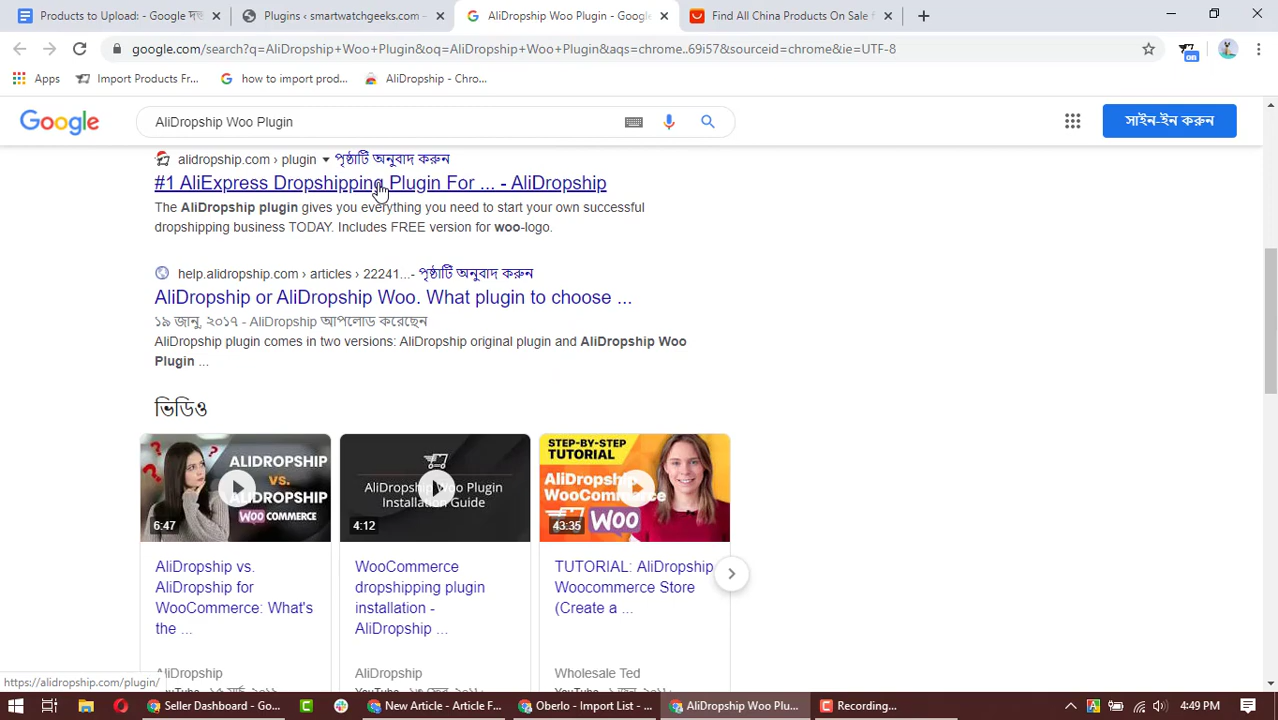 Products to Upload: - Google দস্ত
Plugins ‹ smartwatchgeeks.com –
AliDropship Woo Plugin - Google
Find All China Products On Sale f
google.com/search?q=AliDropship+Woo+Plugin&oq=AliDropship+Woo+Plugin&aqs=chrome..69i57&sourceid=chrome&ie=UTF-8
on
Apps
Import Products Fr...
how to import prod...
AliDropship - Chro...
Google
AliDropship Woo Plugin
সাইন-ইন করুন
alidropship.com › plugin পৃষ্ঠাটি অনুবাদ করুন
#1 AliExpress Dropshipping Plugin For ... - AliDropship
The AliDropship plugin gives you everything you need to start your own successful
dropshipping business TODAY. Includes FREE version for woo-logo.
help.alidropship.com › articles › 22241...- পৃষ্ঠাটি অনুবাদ করুন
AliDropship or AliDropship Woo. What plugin to choose ...
১৯ জানু, ২০১৭ - AliDropship আপলোড করেছেন
AliDropship plugin comes in two versions: AliDropship original plugin and AliDropship Woo
Plugin ...
ভিডিও
ALIDROPSHIP
VS.
ALIDROPSHIP
WOO COMMERCE
6:47
AliDropship Woo Plugin
Installation Guide
4:12
STEP-BY-STEP
TUTORIAL
AliDropship
WooCommerce
WOO
43:35
AliDropship vs.
AliDropship for
WooCommerce: What's
the ...
WooCommerce
dropshipping plugin
installation -
AliDropship ...
TUTORIAL: AliDropship
Woocommerce Store
(Create a ...
AliDropship
AliDropship
Wholesale Ted
https://alidropship.com/plugin/
Seller Dashboard - Go...
New Article - Article F...
Oberlo - Import List - ...
AliDropship Woo Plu...
Recording...
4:49 PM